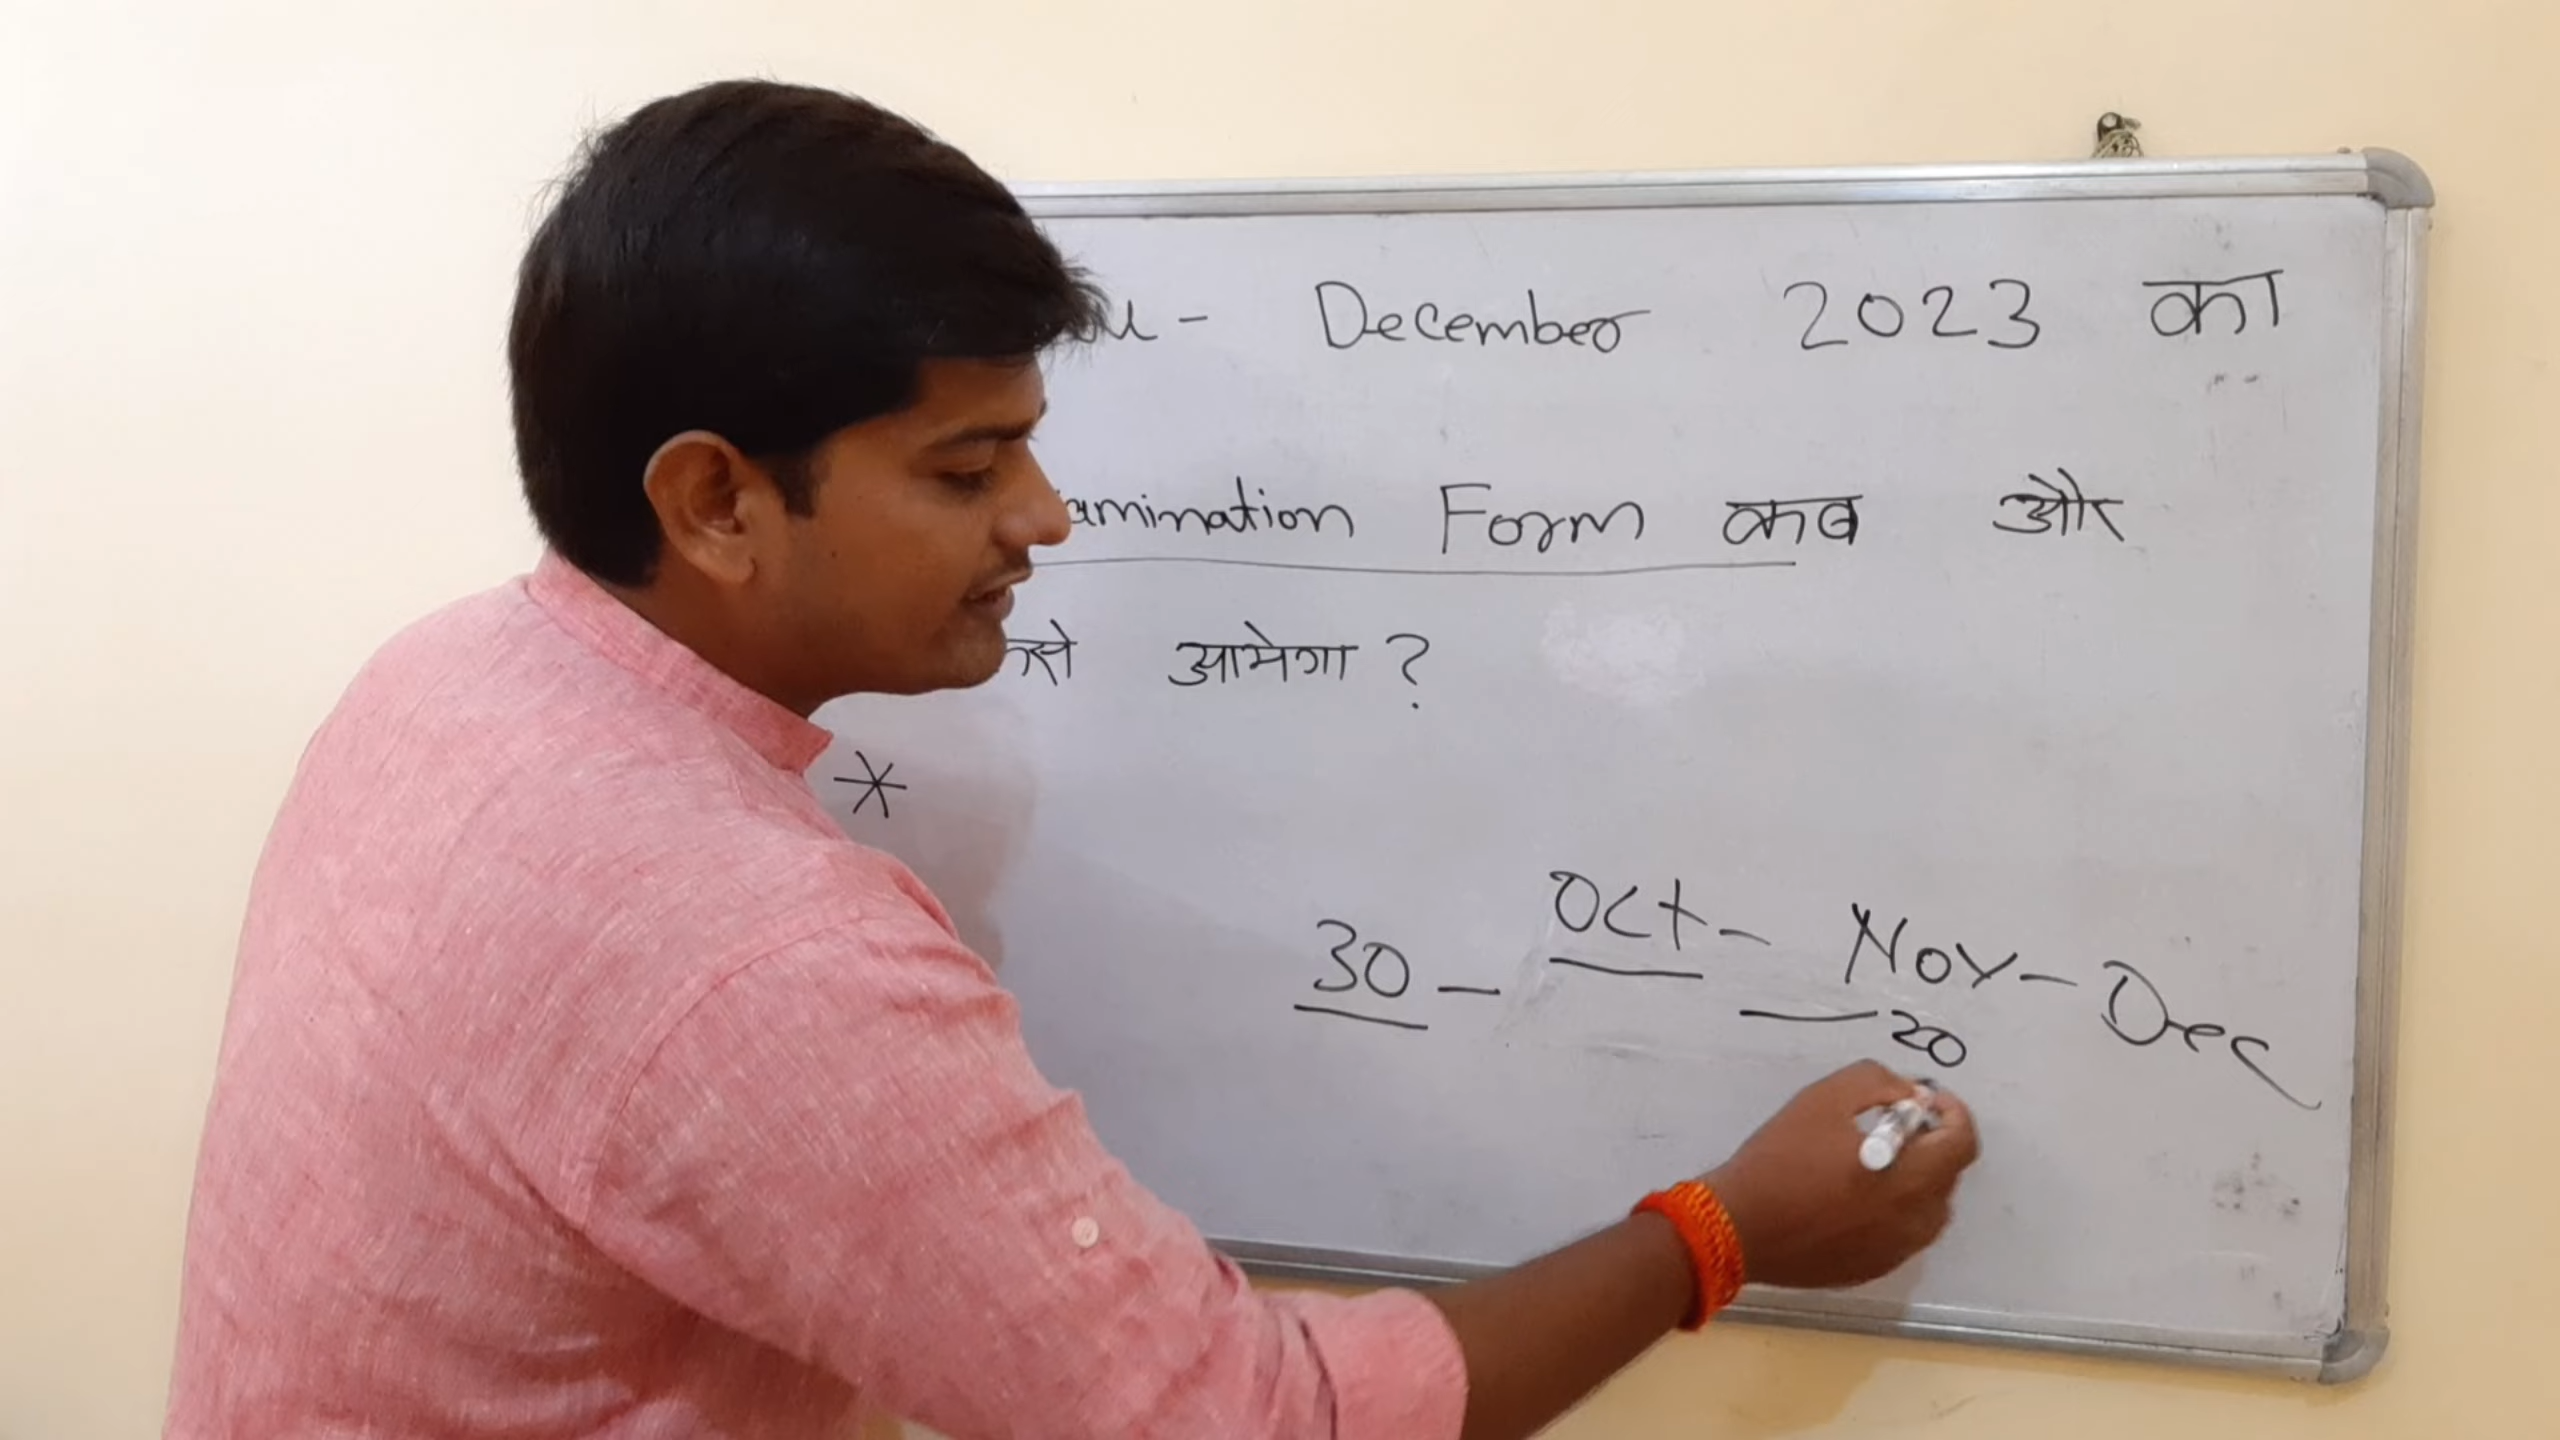 December 2023 का
amination Form कब और
से आयेगा ?
*
30 - Oct - Nov - Dec
20